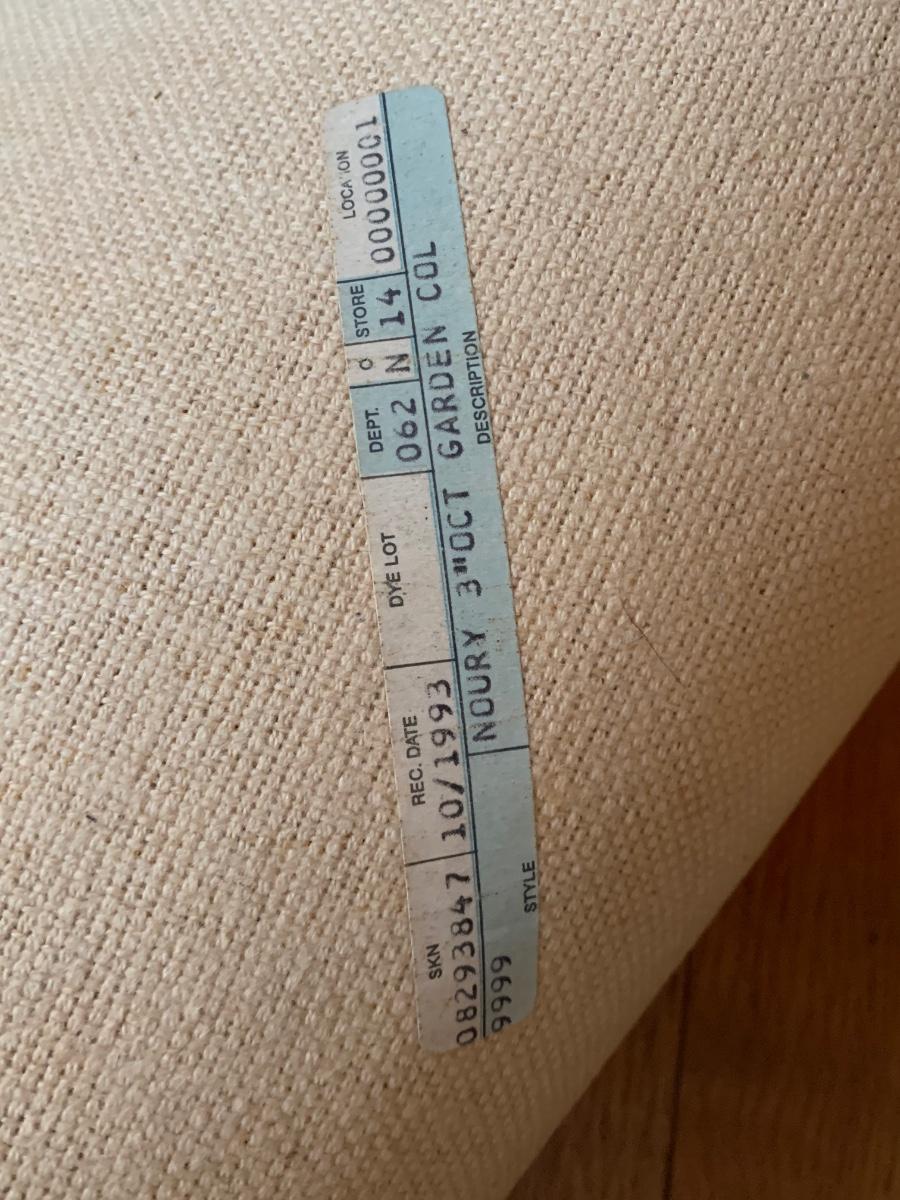 SKN REC. DATE DYE LOT DEPT. O STORE LOCATION
08293847 10/1993 062 N 14 00000001
9999 NOURY 3"OCT GARDEN COL
STYLE DESCRIPTION